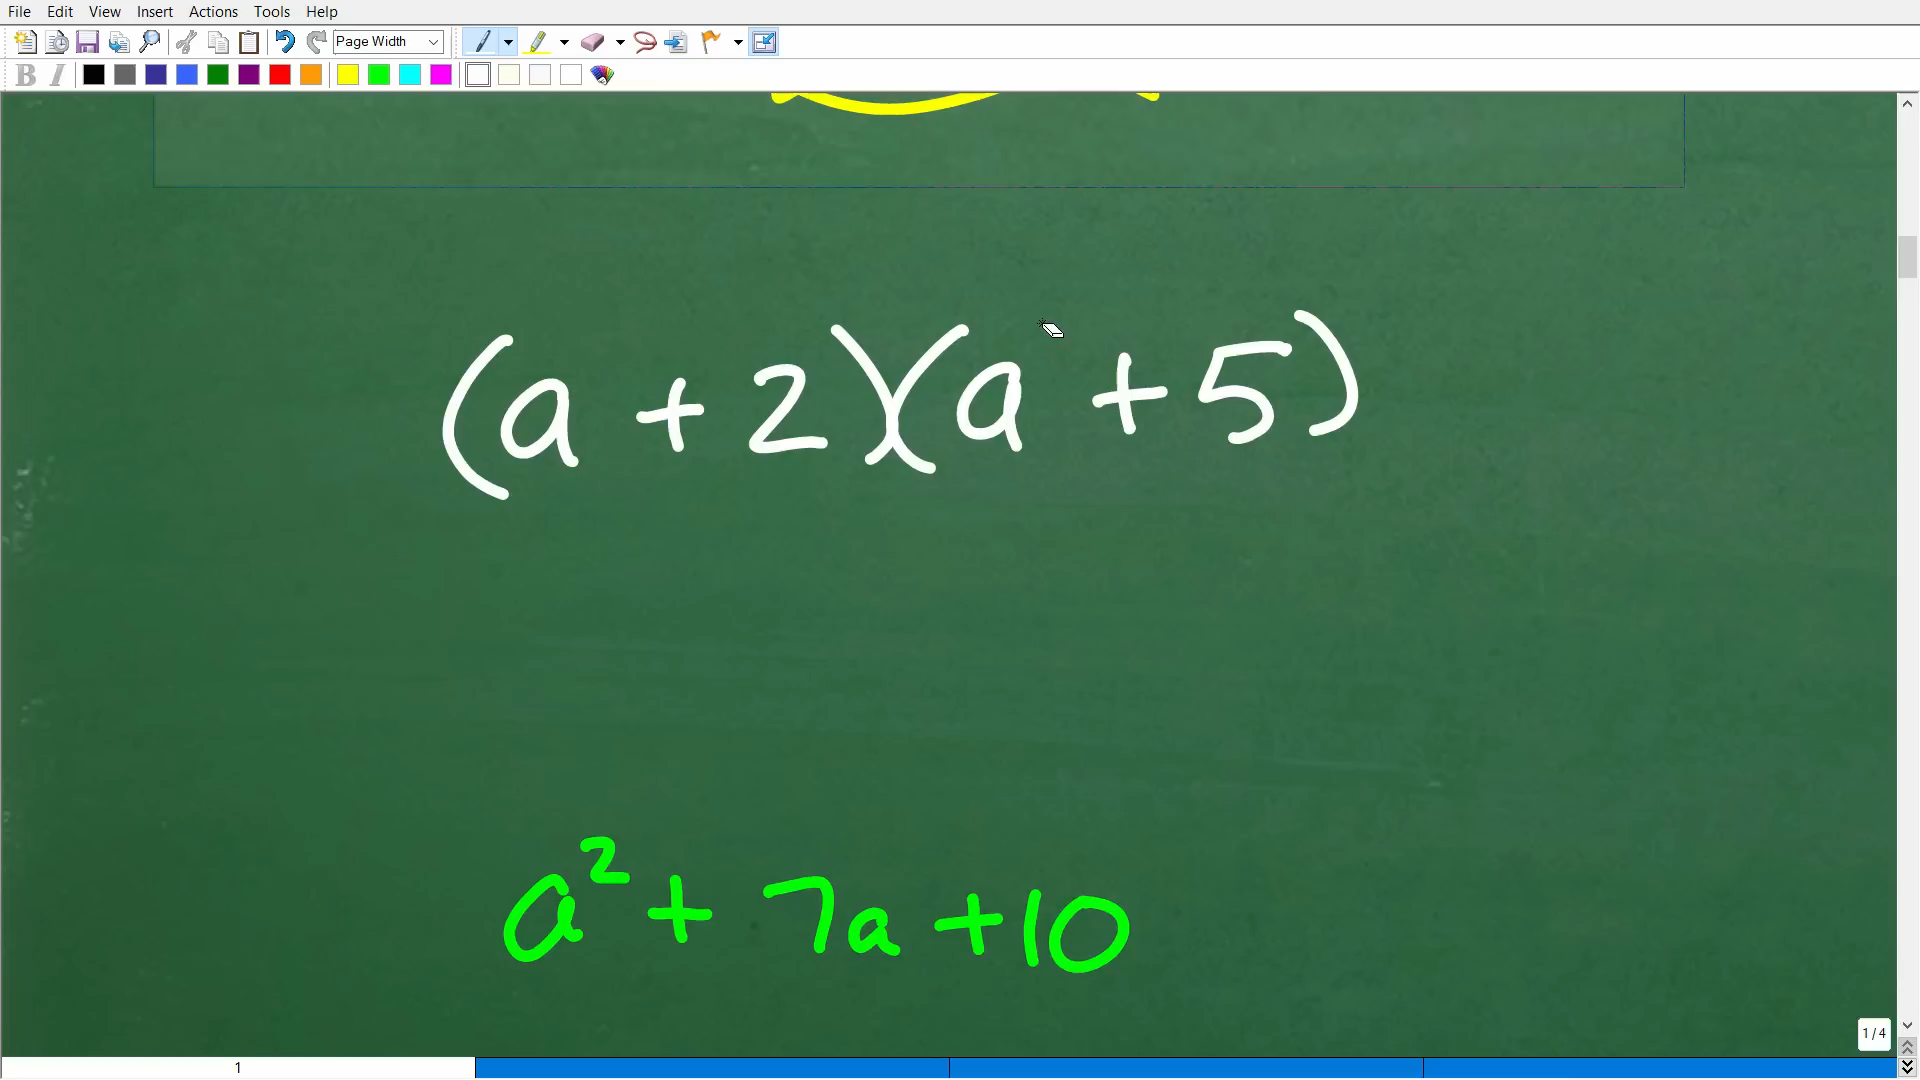 File Edit View Insert Actions Tools Help
Page Width
B I
(a + 2)(a + 5)
a² + 7a + 10
1 / 4
1